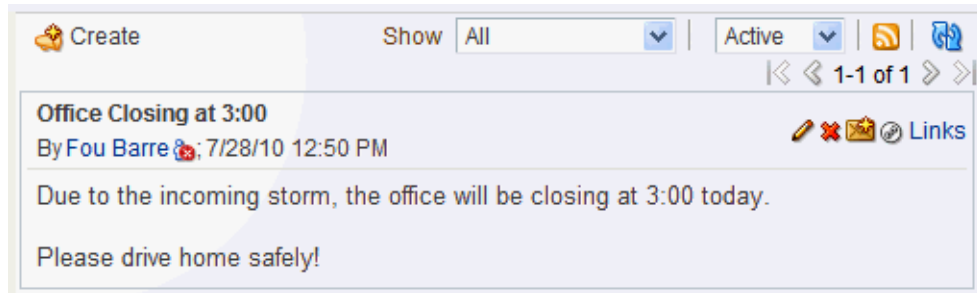 Create Show All Active
1-1 of 1
Office Closing at 3:00
By Fou Barre ; 7/28/10 12:50 PM
Links
Due to the incoming storm, the office will be closing at 3:00 today.
Please drive home safely!